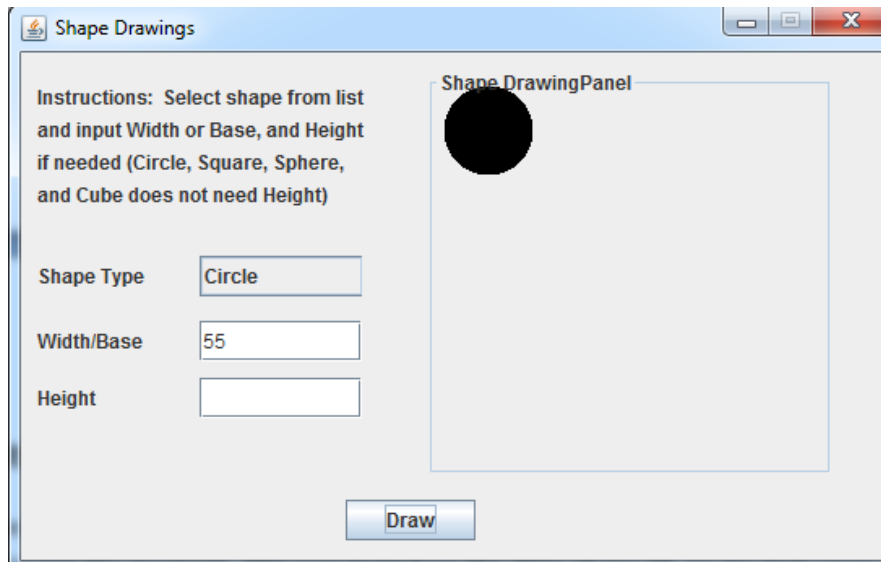 Shape Drawings
Instructions:  Select shape from list
and input Width or Base, and Height
if needed (Circle, Square, Sphere,
and Cube does not need Height)
Shape Type
Circle
Width/Base
55
Height
Shape DrawingPanel
Draw